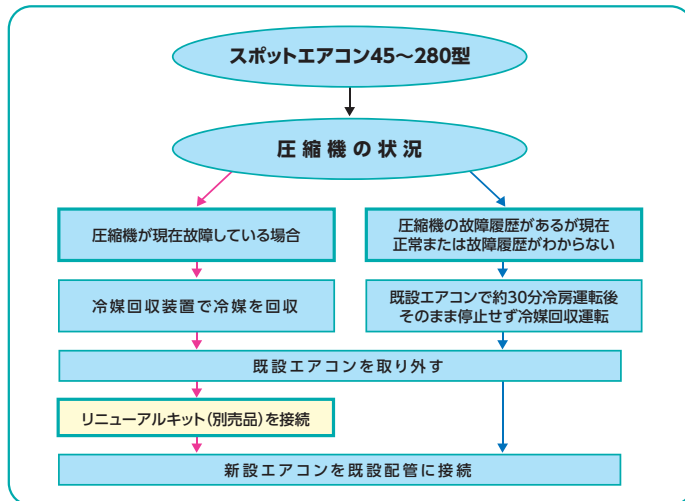 スポットエアコン45～280型
圧縮機の状況
圧縮機が現在故障している場合
圧縮機の故障履歴があるが現在
正常または故障履歴がわからない
冷媒回収装置で冷媒を回収
既設エアコンで約30分冷房運転後
そのまま停止せず冷媒回収運転
既設エアコンを取り外す
リニューアルキット(別売品)を接続
新設エアコンを既設配管に接続